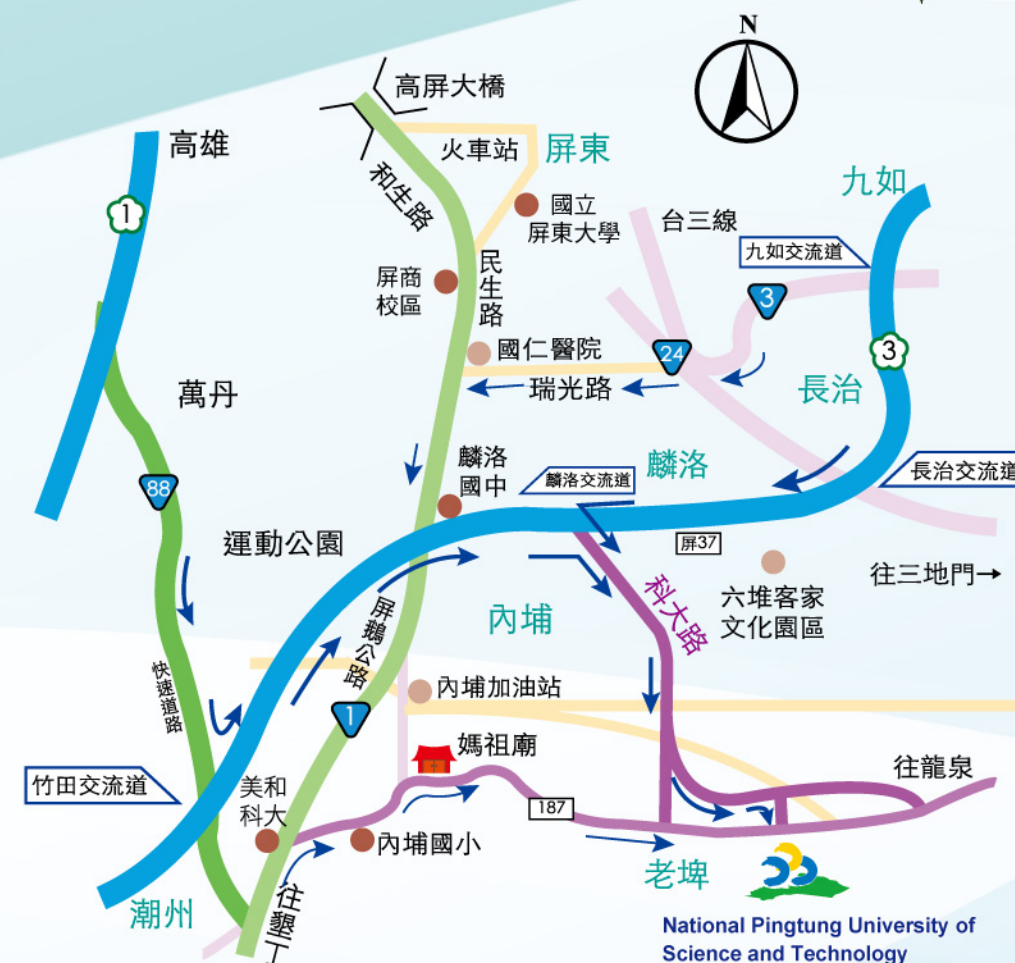 N
高屏大橋
高雄
火車站
屏東
1
和生路
九如
國立
屏東大學
台三線
九如交流道
屏商
校區
民生路
3
國仁醫院
24
3
瑞光路
長治
萬丹
麟洛
國中
麟洛
麟洛交流道
長治交流道
88
運動公園
屏37
往三地門→
科大路
六堆客家
文化園區
內埔
屏鵝公路
快速道路
內埔加油站
1
媽祖廟
竹田交流道
美和
科大
往龍泉
187
內埔國小
老埤
潮州
往墾丁
National Pingtung University of
Science and Technology